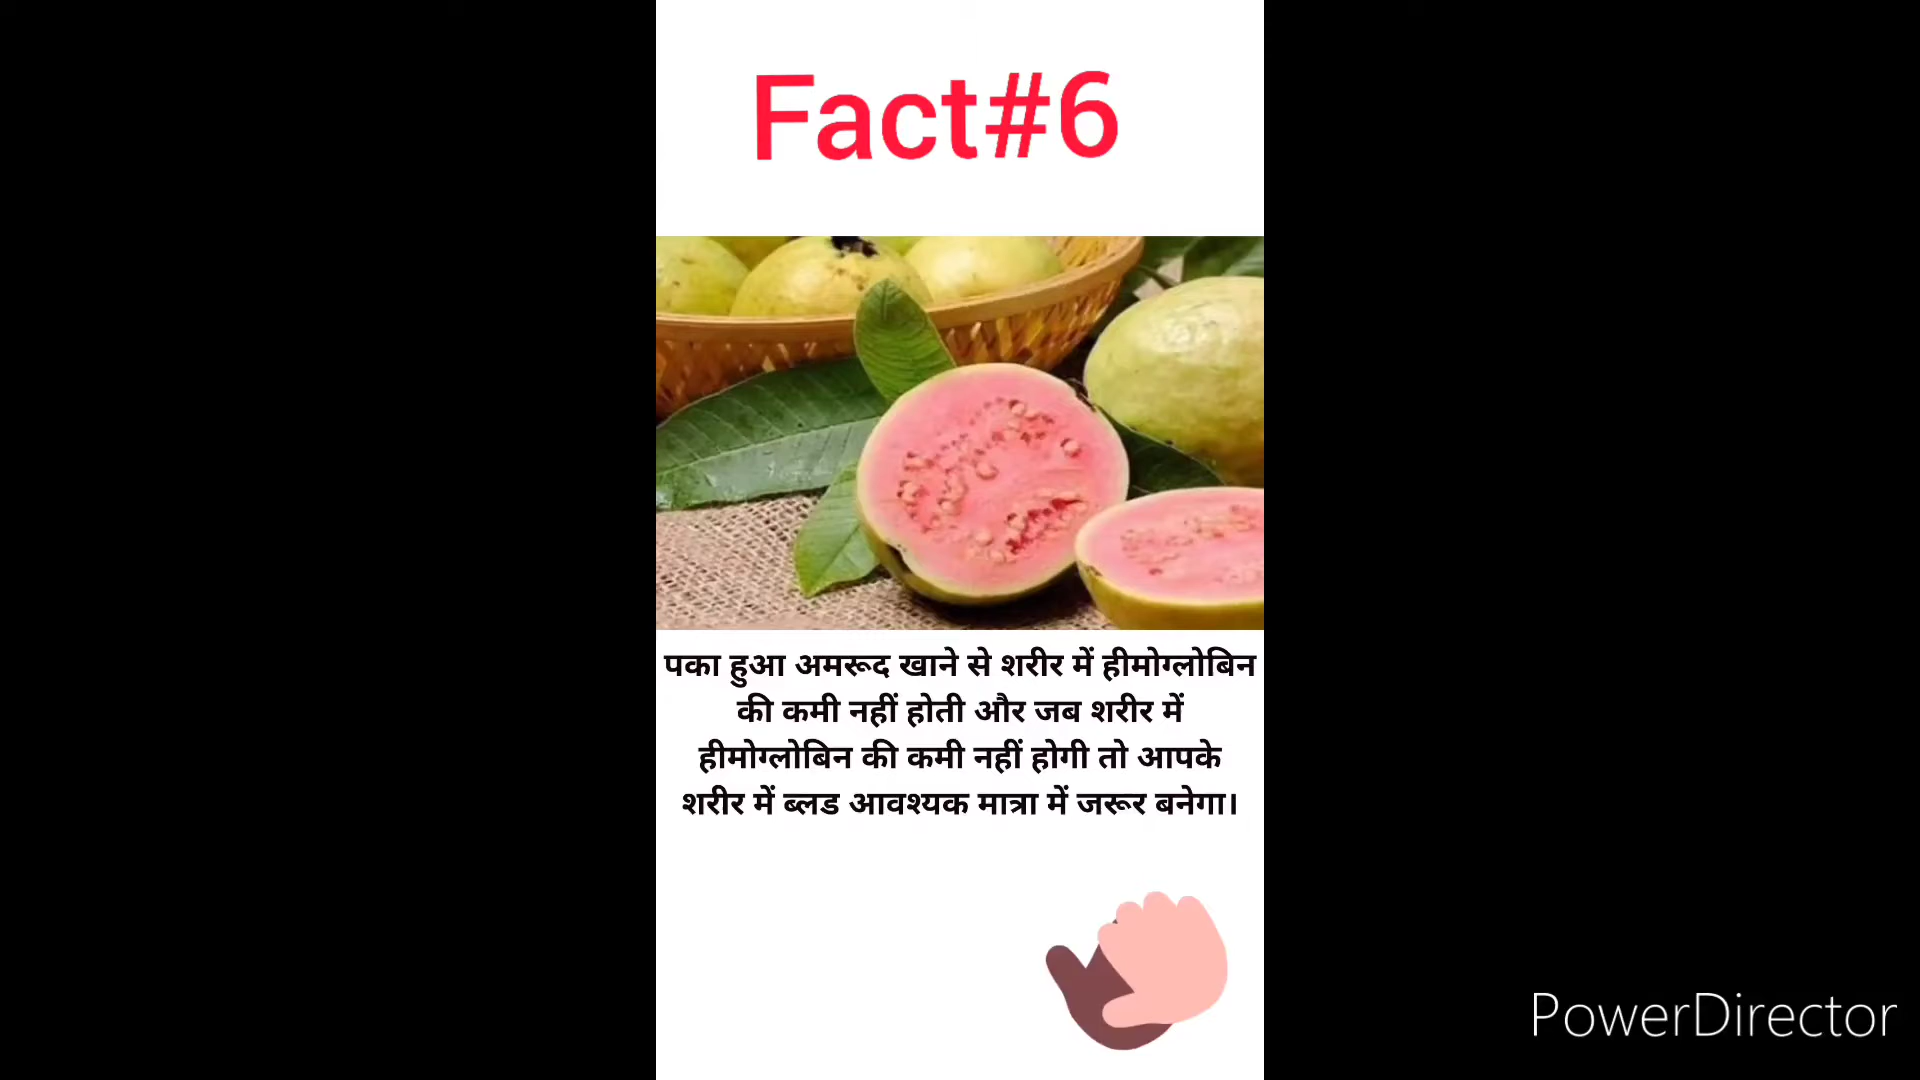 Fact#6
पका हुआ अमरूद खाने से शरीर में हीमोग्लोबिन
की कमी नहीं होती और जब शरीर में
हीमोग्लोबिन की कमी नहीं होगी तो आपके
शरीर में ब्लड आवश्यक मात्रा में जरूर बनेगा।
PowerDirector